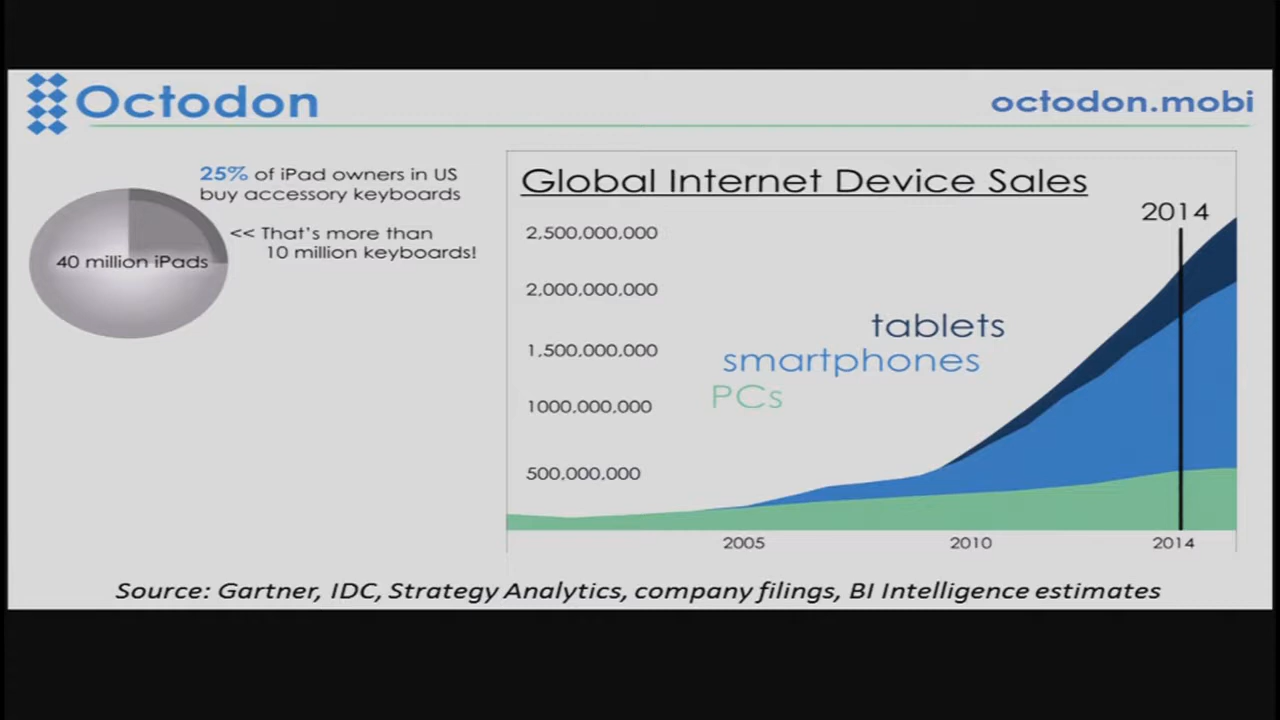 Octodon
octodon.mobi
25% of iPad owners in US
buy accessory keyboards
<< That's more than
10 million keyboards!
40 million iPads
Global Internet Device Sales
2014
2,500,000,000
2,000,000,000
1.500.000,000
1000,000,000
500,000,000
tablets
smartphones
PCs
2005
2010
2014
Source: Gartner, IDC, Strategy Analytics, company filings, BI Intelligence estimates